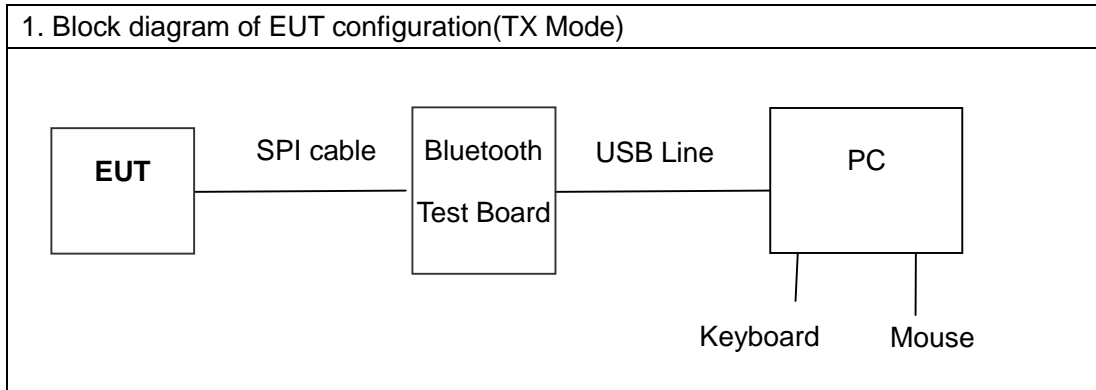 1. Block diagram of EUT configuration(TX Mode)
EUT
SPI cable
Bluetooth
Test Board
USB Line
PC
Keyboard
Mouse